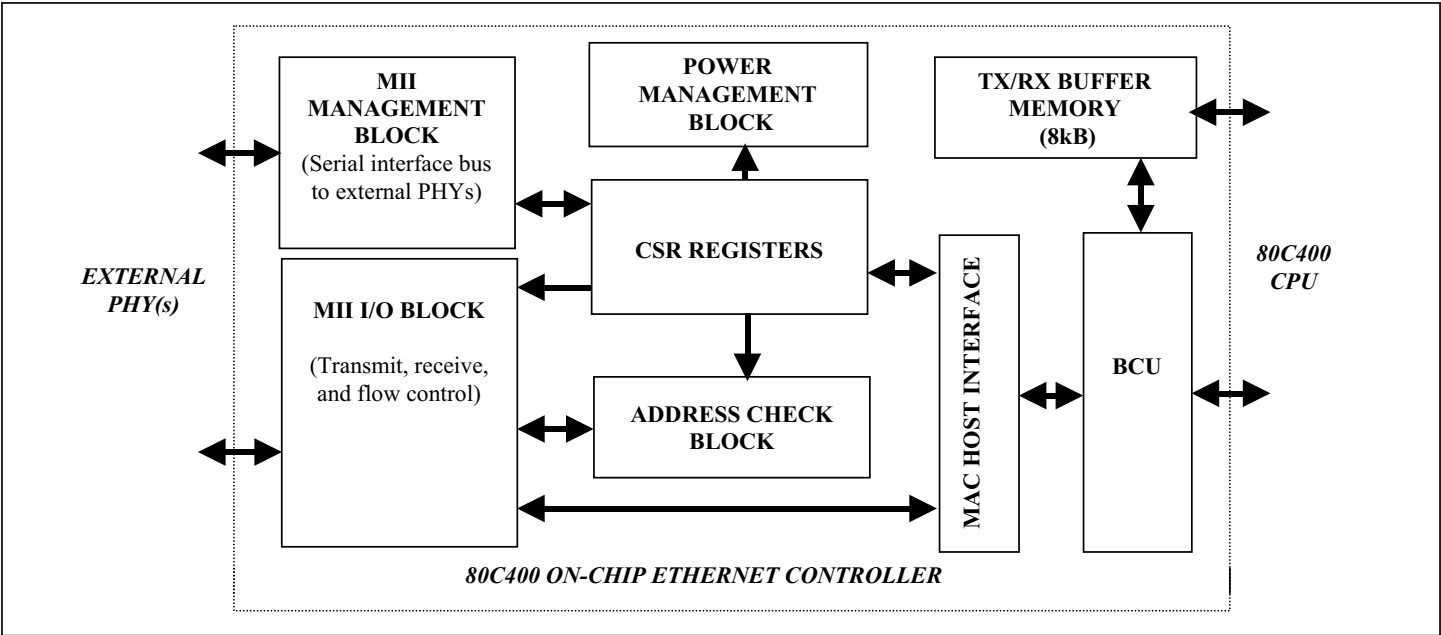 MII
MANAGEMENT
BLOCK
(Serial interface bus
to external PHYs)
POWER
MANAGEMENT
BLOCK
TX/RX BUFFER
MEMORY
(8kB)
CSR REGISTERS
EXTERNAL
PHY(s)
MII I/O BLOCK
(Transmit, receive,
and flow control)
ADDRESS CHECK
BLOCK
MAC HOST INTERFACE
BCU
80C400
CPU
80C400 ON-CHIP ETHERNET CONTROLLER